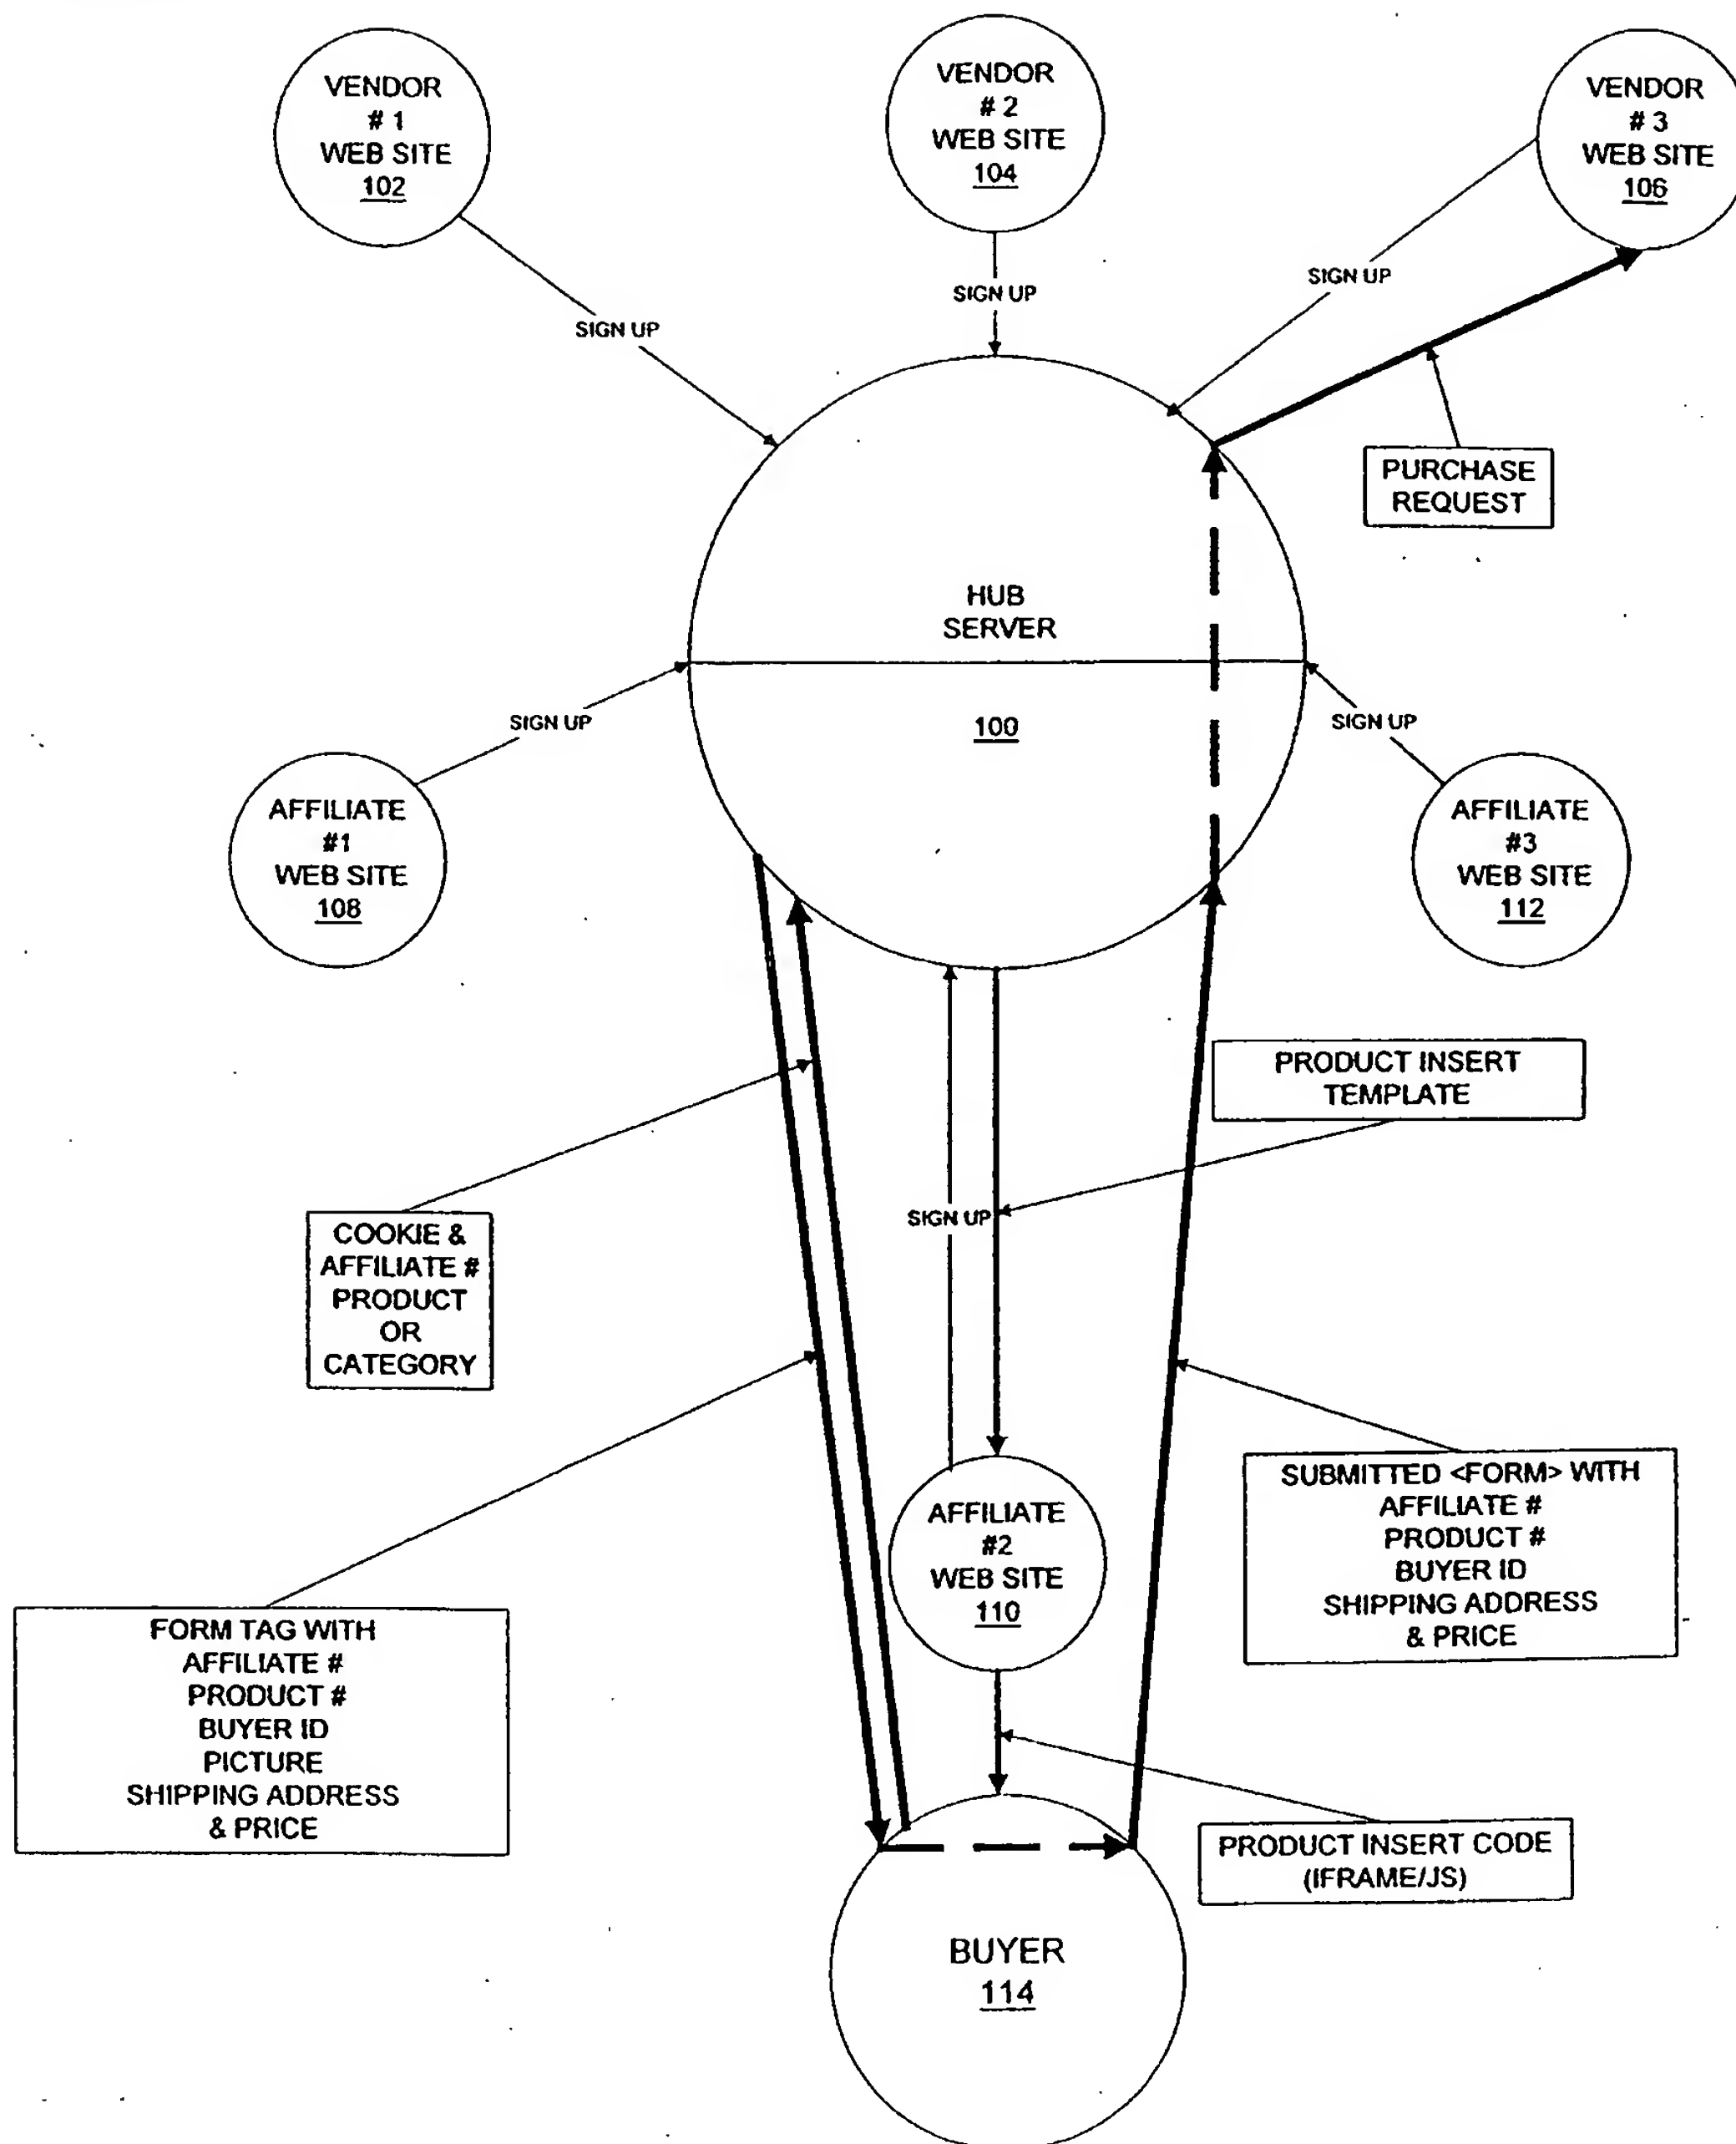 VENDOR
# 1
WEB SITE
102
VENDOR
# 2
WEB SITE
104
VENDOR
# 3
WEB SITE
106
SIGN UP
SIGN UP
SIGN UP
PURCHASE
REQUEST
HUB
SERVER
100
SIGN UP
SIGN UP
AFFILIATE
#1
WEB SITE
108
AFFILIATE
#3
WEB SITE
112
PRODUCT INSERT
TEMPLATE
COOKIE &
AFFILIATE #
PRODUCT
OR
CATEGORY
SIGN UP
SUBMITTED <FORM> WITH
AFFILIATE #
PRODUCT #
BUYER ID
SHIPPING ADDRESS
& PRICE
AFFILIATE
#2
WEB SITE
110
FORM TAG WITH
AFFILIATE #
PRODUCT #
BUYER ID
PICTURE
SHIPPING ADDRESS
& PRICE
PRODUCT INSERT CODE
(IFRAME/JS)
BUYER
114